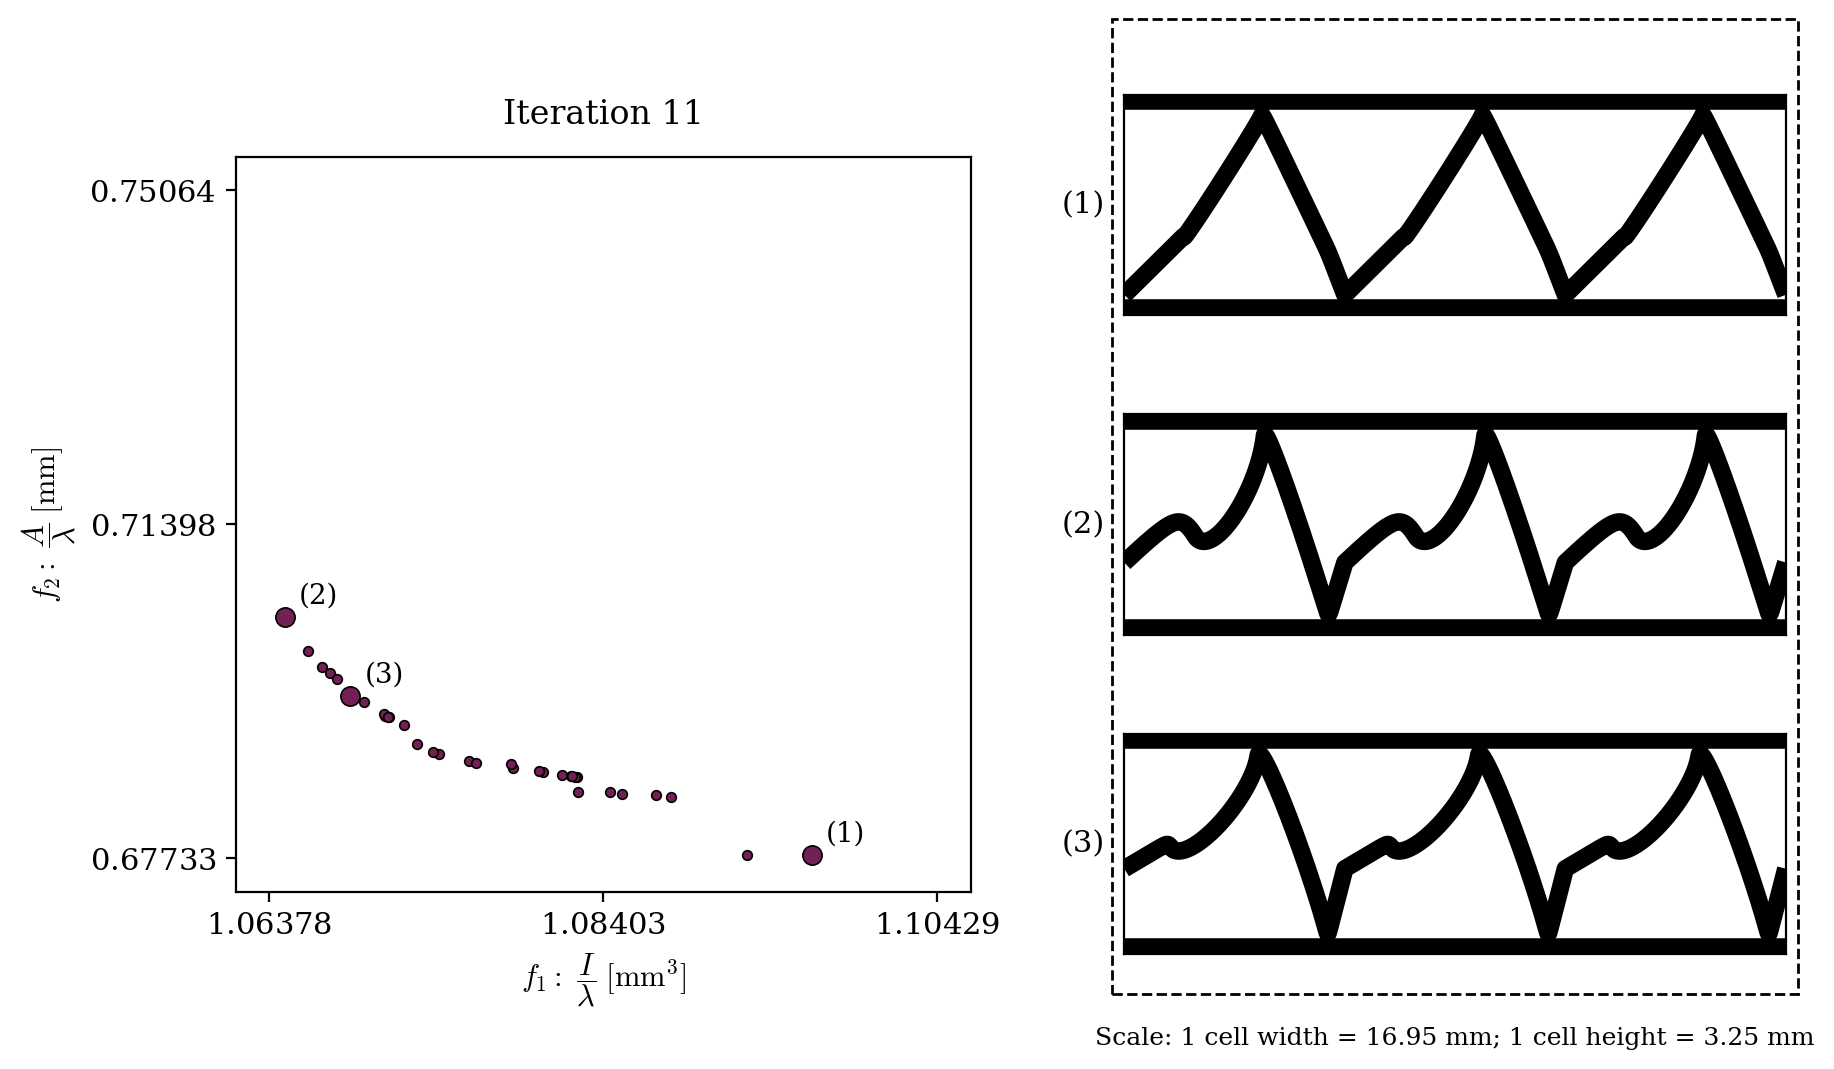 Iteration 11
0.75064
0.71398
0.67733
f₂ : A/λ [mm]
(2)
(3)
(1)
1.06378 1.08403 1.10429
f₁ : I/λ [mm³]
(1)
(2)
(3)
Scale: 1 cell width = 16.95 mm; 1 cell height = 3.25 mm